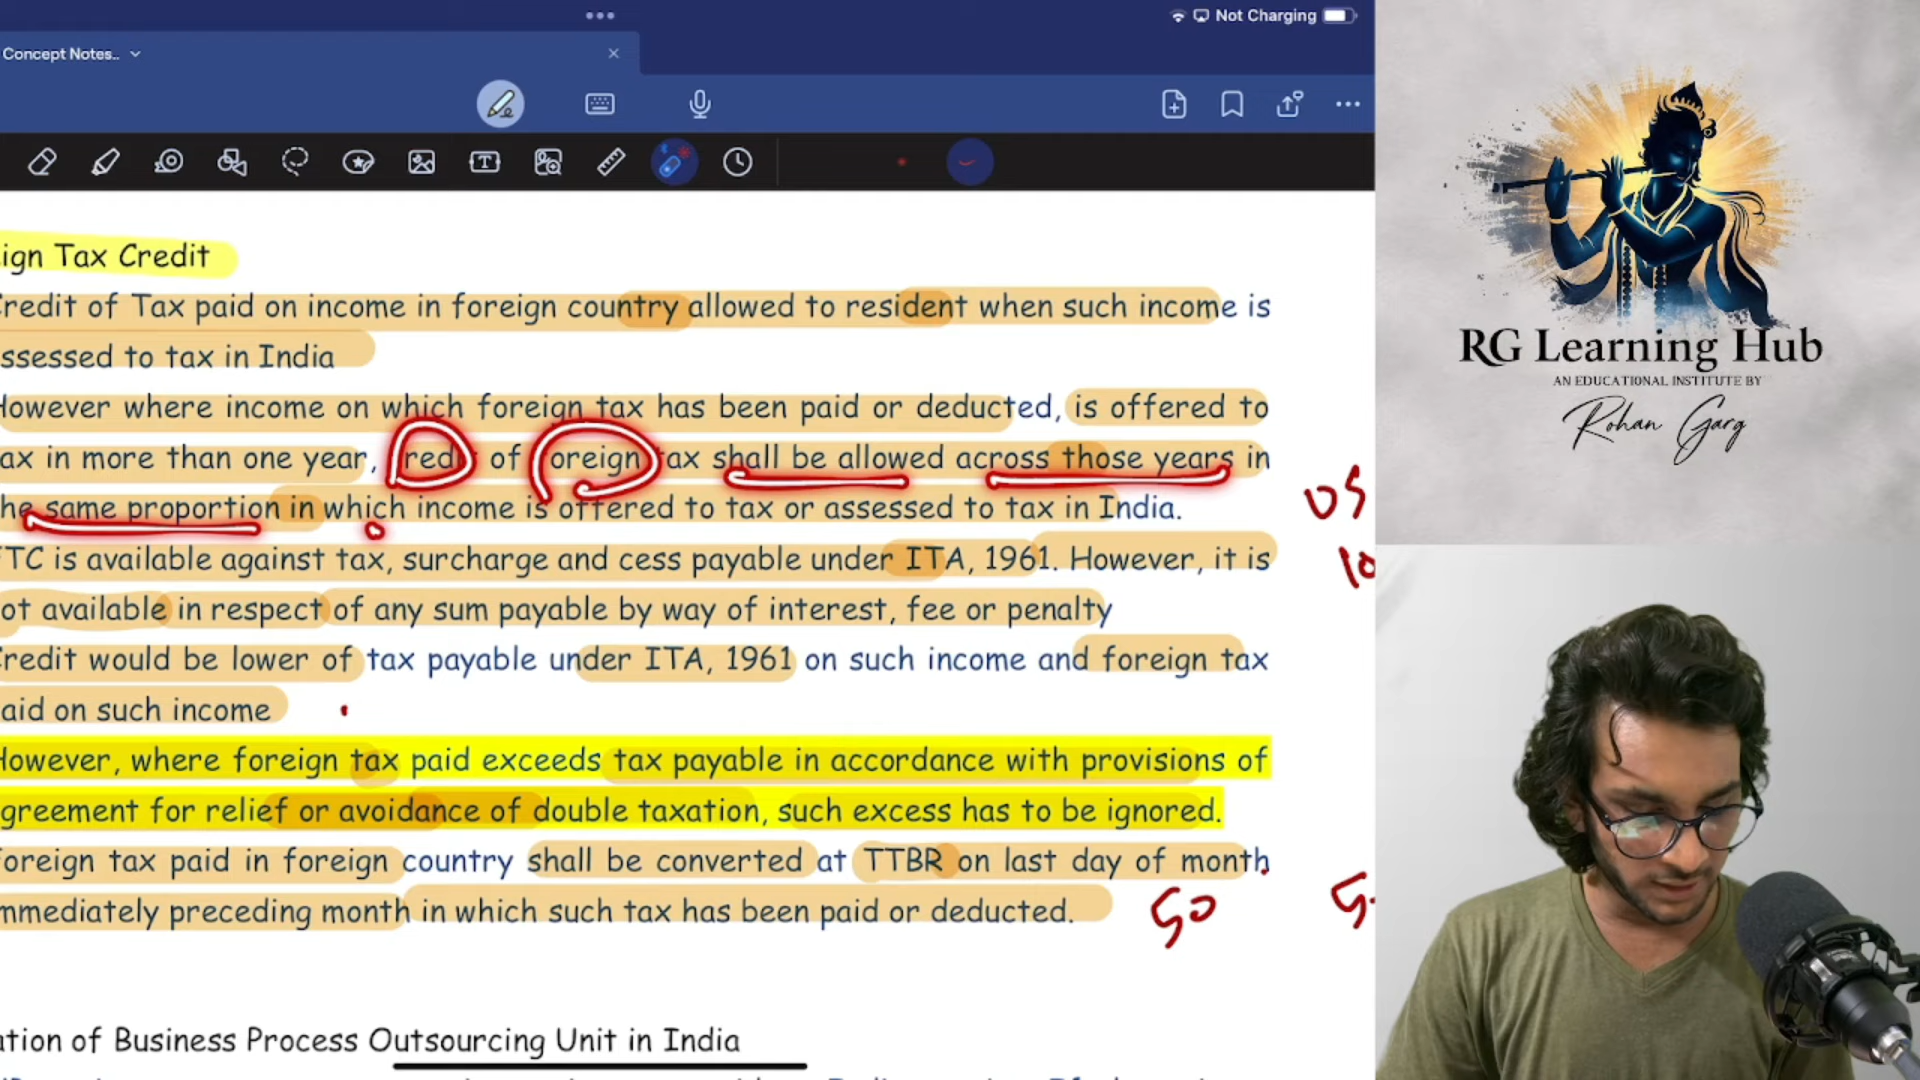 Not Charging
Concept Notes..
ign Tax Credit
redit of Tax paid on income in foreign country allowed to resident when such income is
ssessed to tax in India
However where income on which foreign tax has been paid or deducted, is offered to
ax in more than one year, redi of oreign tax shall be allowed across those years in
he same proportion in which income is offered to tax or assessed to tax in India.
TC is available against tax, surcharge and cess payable under ITA, 1961. However, it is
ot available in respect of any sum payable by way of interest, fee or penalty
redit would be lower of tax payable under ITA, 1961 on such income and foreign tax
aid on such income
However, where foreign tax paid exceeds tax payable in accordance with provisions of
greement for relief or avoidance of double taxation, such excess has to be ignored.
oreign tax paid in foreign country shall be converted at TTBR on last day of month
mmediately preceding month in which such tax has been paid or deducted.
US
10
50
5
ation of Business Process Outsourcing Unit in India
RG Learning Hub
AN EDUCATIONAL INSTITUTE BY
Rohan Garg